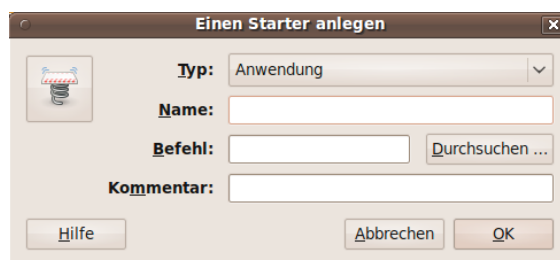 Einen Starter anlegen
Typ: Anwendung
Name:
Befehl: Durchsuchen ...
Kommentar:
Hilfe Abbrechen OK